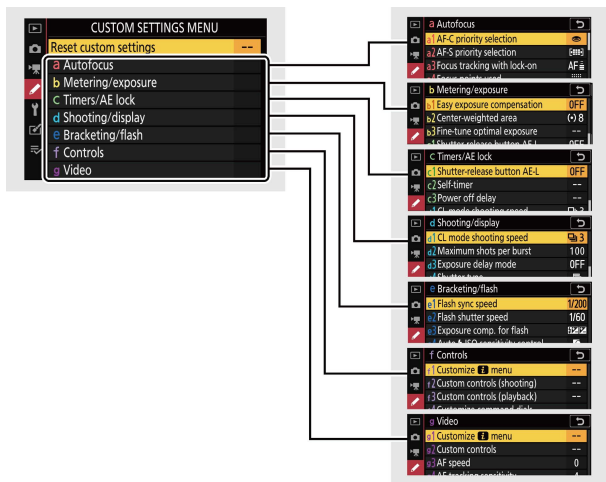 CUSTOM SETTINGS MENU
Reset custom settings --
a Autofocus
b Metering/exposure
c Timers/AE lock
d Shooting/display
e Bracketing/flash
f Controls
g Video
a Autofocus
a1 AF-C priority selection
a2 AF-S priority selection
a3 Focus tracking with lock-on AF
b Metering/exposure
b1 Easy exposure compensation OFF
b2 Center-weighted area (•) 8
b3 Fine-tune optimal exposure --
c Timers/AE lock
c1 Shutter-release button AE-L OFF
c2 Self-timer --
c3 Power off delay --
d Shooting/display
d1 CL mode shooting speed 3
d2 Maximum shots per burst 100
d3 Exposure delay mode OFF
e Bracketing/flash
e1 Flash sync speed 1/200
e2 Flash shutter speed 1/60
e3 Exposure comp. for flash
f Controls
f1 Customize i menu --
f2 Custom controls (shooting) --
f3 Custom controls (playback) --
g Video
g1 Customize i menu --
g2 Custom controls --
g3 AF speed 0